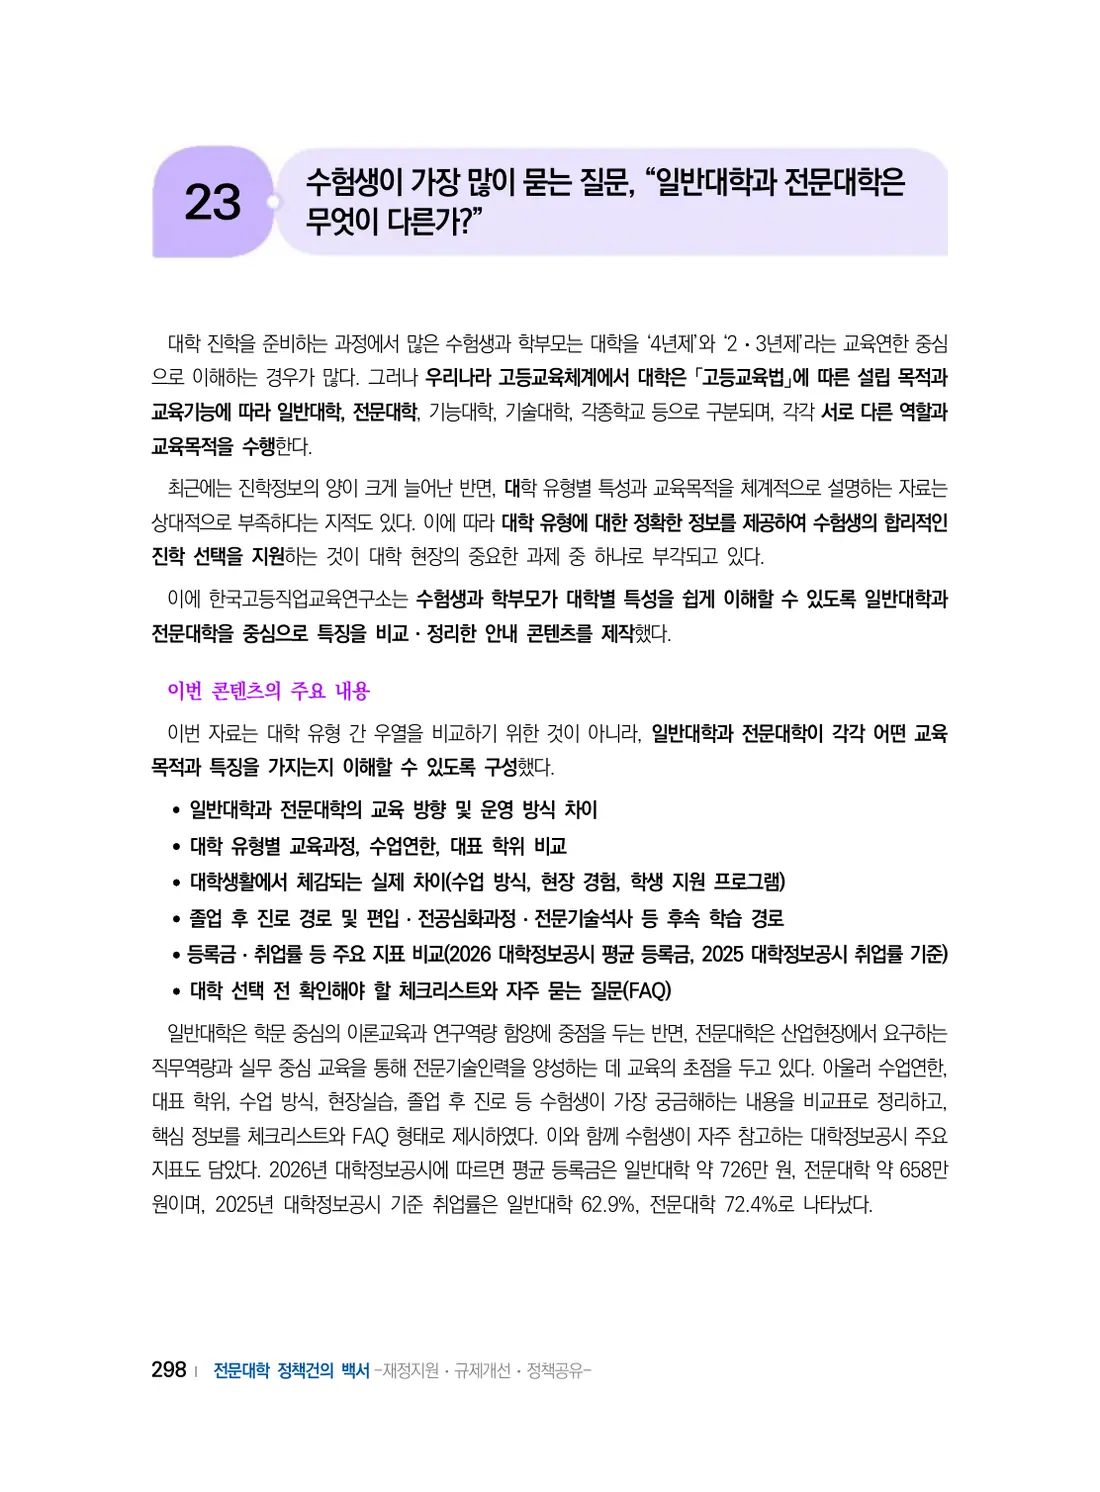 23
수험생이 가장 많이 묻는 질문, “일반대학과 전문대학은
무엇이 다른가?”
대학 진학을 준비하는 과정에서 많은 수험생과 학부모는 대학을 ‘4년제’와 ‘2·3년제’라는 교육연한 중심
으로 이해하는 경우가 많다. 그러나 우리나라 고등교육체계에서 대학은 「고등교육법」에 따른 설립 목적과
교육기능에 따라 일반대학, 전문대학, 기능대학, 기술대학, 각종학교 등으로 구분되며, 각각 서로 다른 역할과
교육목적을 수행한다.
최근에는 진학정보의 양이 크게 늘어난 반면, 대학 유형별 특성과 교육목적을 체계적으로 설명하는 자료는
상대적으로 부족하다는 지적도 있다. 이에 따라 대학 유형에 대한 정확한 정보를 제공하여 수험생의 합리적인
진학 선택을 지원하는 것이 대학 현장의 중요한 과제 중 하나로 부각되고 있다.
이에 한국고등직업교육연구소는 수험생과 학부모가 대학별 특성을 쉽게 이해할 수 있도록 일반대학과
전문대학을 중심으로 특징을 비교·정리한 안내 콘텐츠를 제작했다.
이번 콘텐츠의 주요 내용
이번 자료는 대학 유형 간 우열을 비교하기 위한 것이 아니라, 일반대학과 전문대학이 각각 어떤 교육
목적과 특징을 가지는지 이해할 수 있도록 구성했다.
• 일반대학과 전문대학의 교육 방향 및 운영 방식 차이
• 대학 유형별 교육과정, 수업연한, 대표 학위 비교
• 대학생활에서 체감되는 실제 차이(수업 방식, 현장 경험, 학생 지원 프로그램)
• 졸업 후 진로 경로 및 편입·전공심화과정·전문기술석사 등 후속 학습 경로
• 등록금·취업률 등 주요 지표 비교(2026 대학정보공시 평균 등록금, 2025 대학정보공시 취업률 기준)
• 대학 선택 전 확인해야 할 체크리스트와 자주 묻는 질문(FAQ)
일반대학은 학문 중심의 이론교육과 연구역량 함양에 중점을 두는 반면, 전문대학은 산업현장에서 요구하는
직무역량과 실무 중심 교육을 통해 전문기술인력을 양성하는 데 교육의 초점을 두고 있다. 아울러 수업연한,
대표 학위, 수업 방식, 현장실습, 졸업 후 진로 등 수험생이 가장 궁금해하는 내용을 비교표로 정리하고,
핵심 정보를 체크리스트와 FAQ 형태로 제시하였다. 이와 함께 수험생이 자주 참고하는 대학정보공시 주요
지표도 담았다. 2026년 대학정보공시에 따르면 평균 등록금은 일반대학 약 726만 원, 전문대학 약 658만
원이며, 2025년 대학정보공시 기준 취업률은 일반대학 62.9%, 전문대학 72.4%로 나타났다.
298 | 전문대학 정책건의 백서 -재정지원·규제개선·정책공유-